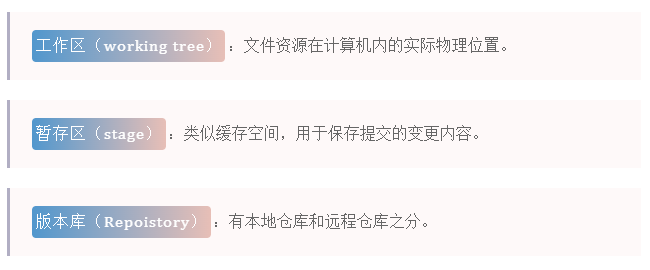 工作区（working tree）：文件资源在计算机内的实际物理位置。
暂存区（stage）：类似缓存空间，用于保存提交的变更内容。
版本库（Repoistory）：有本地仓库和远程仓库之分。